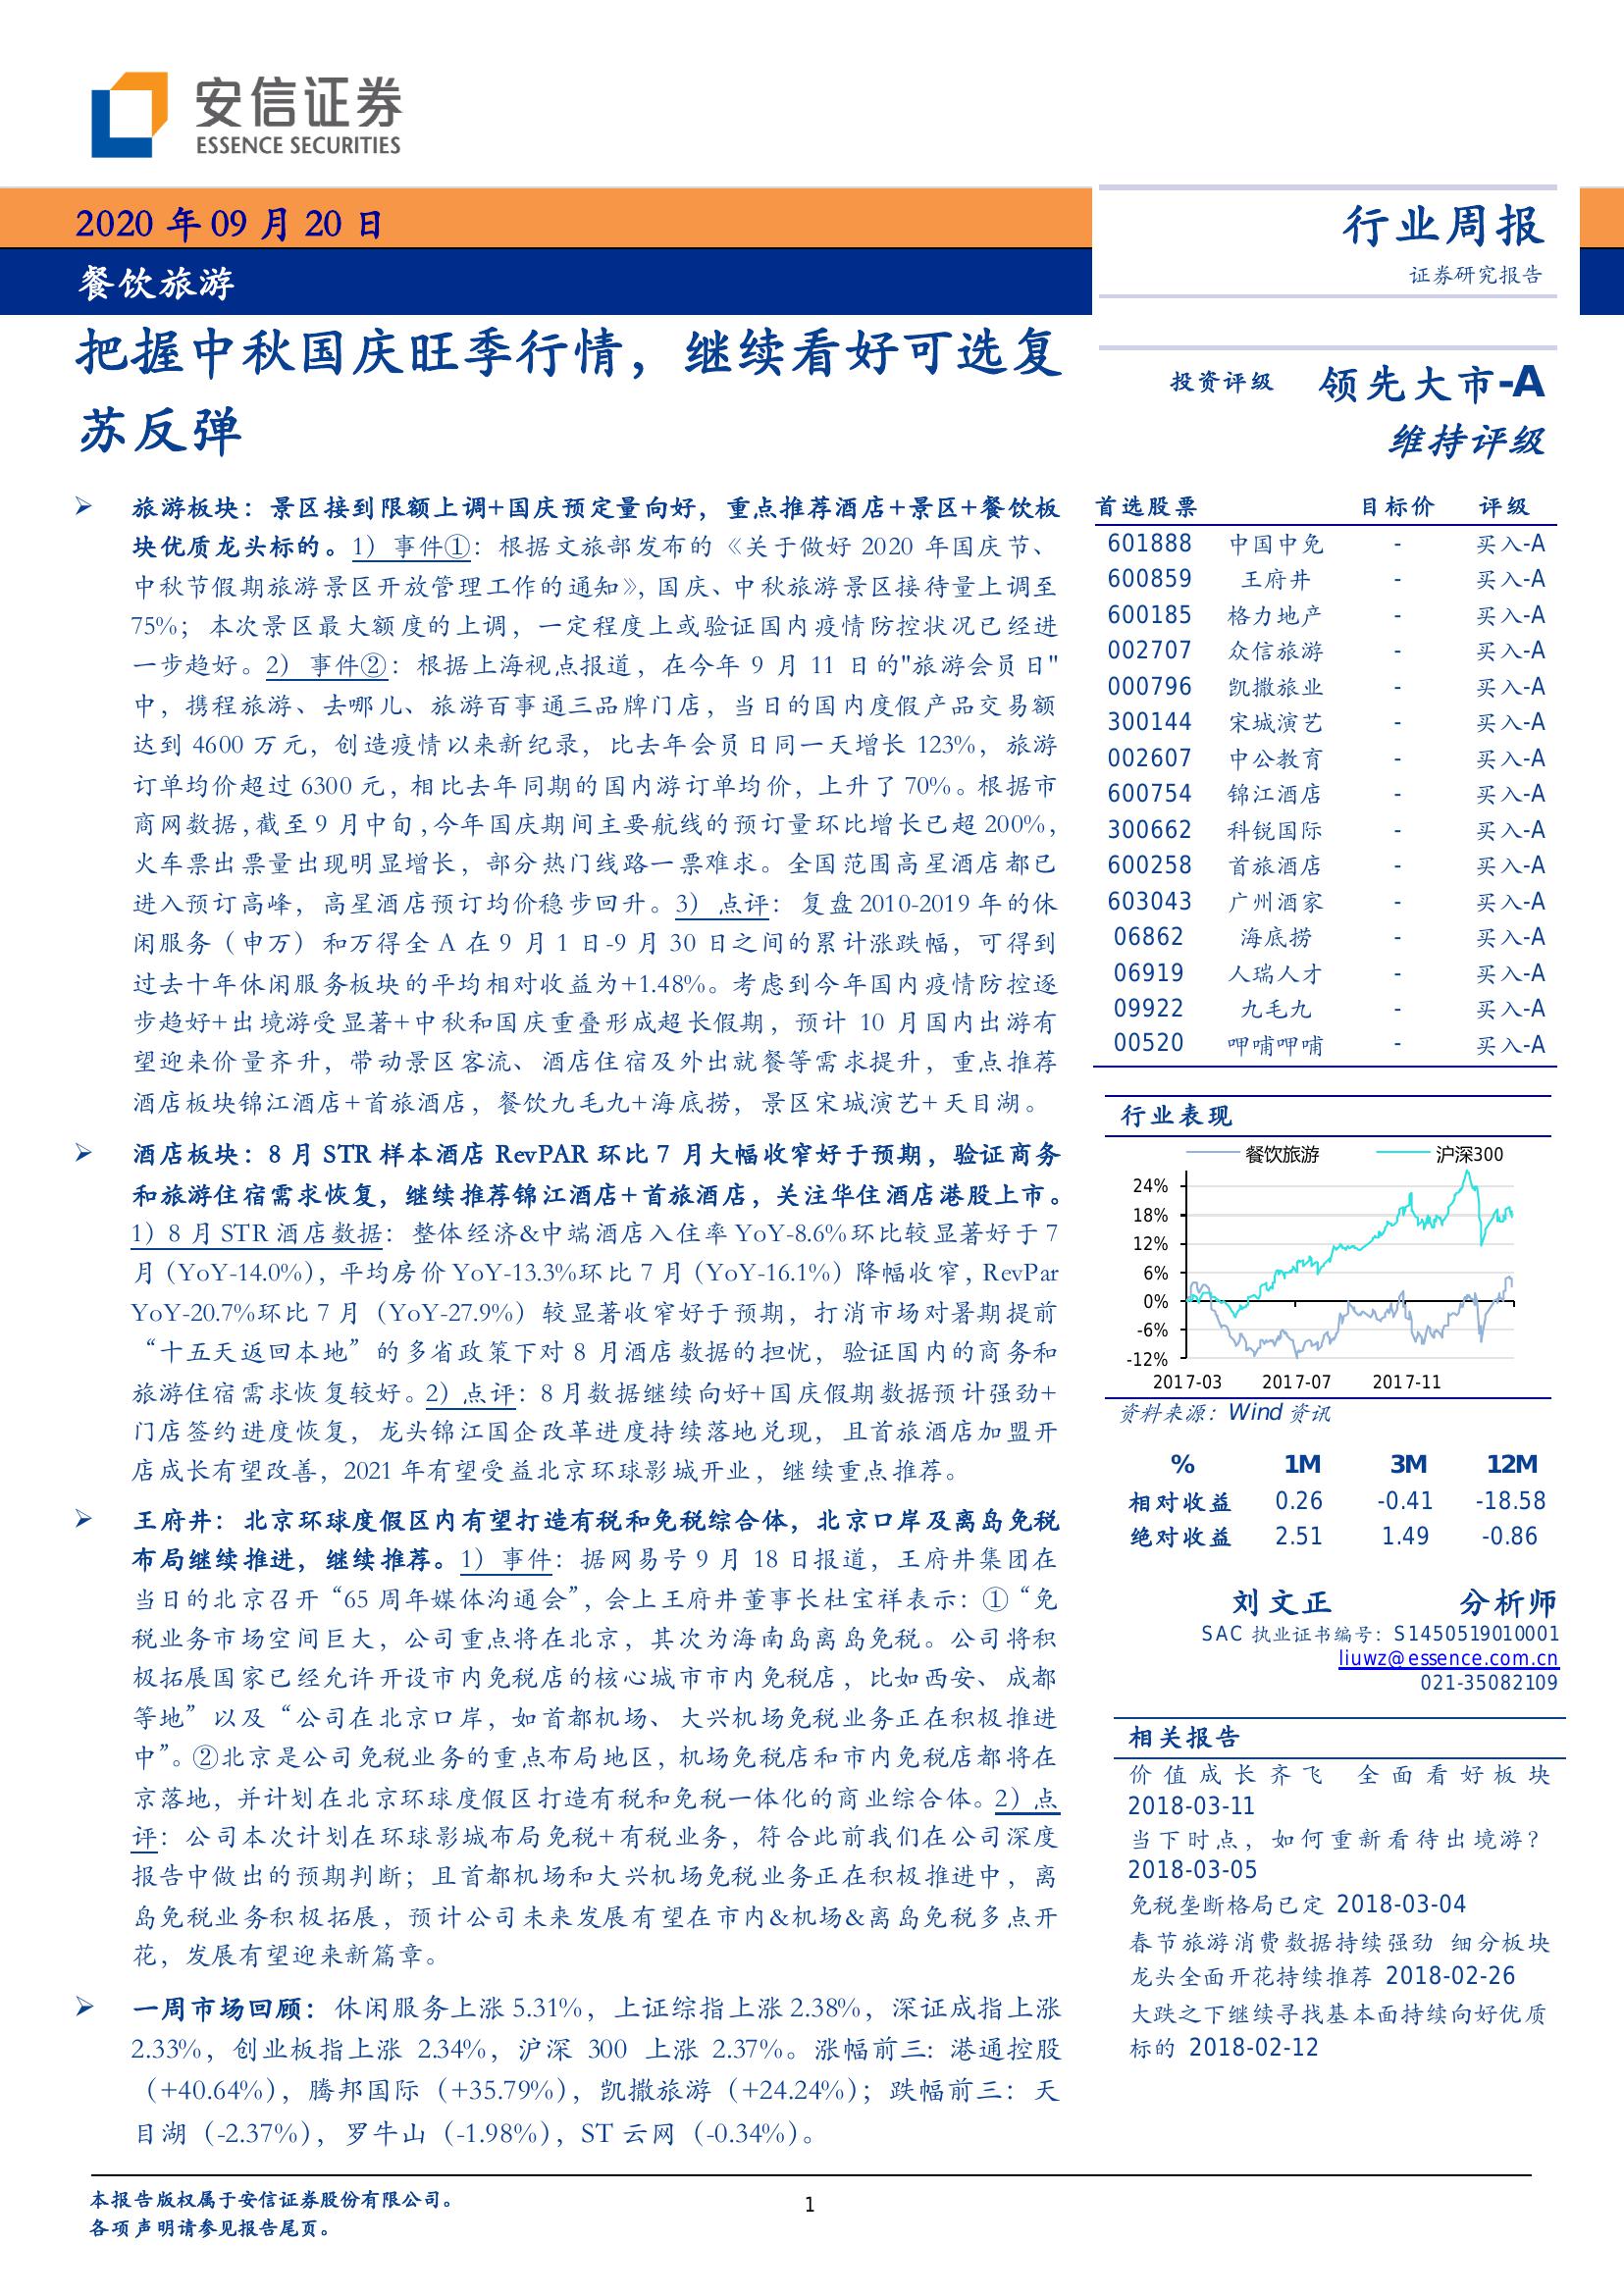 安信证券
ESSENCE SECURITIES
2020 年 09 月 20 日
餐饮旅游
行业周报
证券研究报告
把握中秋国庆旺季行情，继续看好可选复
苏反弹
旅游板块：景区接到限额上调+国庆预定量向好，重点推荐酒店+景区+餐饮板
块优质龙头标的。1) 事件①：根据文旅部发布的《关于做好 2020 年国庆节、
中秋节假期旅游景区开放管理工作的通知》，国庆、中秋旅游景区接待量上调至
75%；本次景区最大额度的上调，一定程度上或验证国内疫情防控状况已经进
一步趋好。2) 事件②：根据上海视点报道，在今年 9 月 11 日的"旅游会员日"
中，携程旅游、去哪儿、旅游百事通三品牌门店，当日的国内度假产品交易额
达到 4600 万元，创造疫情以来新纪录，比去年会员日同一天增长 123%，旅游
订单均价超过 6300 元，相比去年同期的国内游订单均价，上升了 70%。根据市
商网数据，截至 9 月中旬，今年国庆期间主要航线的预订量环比增长已超 200%，
火车票出票量出现明显增长，部分热门线路一票难求。全国范围高星酒店都已
进入预订高峰，高星酒店预订均价稳步回升。3) 点评：复盘 2010-2019 年的休
闲服务（申万）和万得全 A 在 9 月 1 日-9 月 30 日之间的累计涨跌幅，可得到
过去十年休闲服务板块的平均相对收益为+1.48%。考虑到今年国内疫情防控逐
步趋好+出境游受显著+中秋和国庆重叠形成超长假期，预计 10 月国内出游有
望迎来价量齐升，带动景区客流、酒店住宿及外出就餐等需求提升，重点推荐
酒店板块锦江酒店+首旅酒店，餐饮九毛九+海底捞，景区宋城演艺+天目湖。
酒店板块：8 月 STR 样本酒店 RevPAR 环比 7 月大幅收窄好于预期，验证商务
和旅游住宿需求恢复，继续推荐锦江酒店+首旅酒店，关注华住酒店港股上市。
1) 8 月 STR 酒店数据：整体经济&中端酒店入住率 YoY-8.6%环比较显著好于 7
月（YoY-14.0%），平均房价 YoY-13.3%环比 7 月（YoY-16.1%）降幅收窄，RevPar
YoY-20.7%环比 7 月（YoY-27.9%）较显著收窄好于预期，打消市场对暑期提前
“十五天返回本地”的多省政策下对 8 月酒店数据的担忧，验证国内的商务和
旅游住宿需求恢复较好。2) 点评：8 月数据继续向好+国庆假期数据预计强劲+
门店签约进度恢复，龙头锦江国企改革进度持续落地兑现，且首旅酒店加盟开
店成长有望改善，2021 年有望受益北京环球影城开业，继续重点推荐。
王府井：北京环球度假区内有望打造有税和免税综合体，北京口岸及离岛免税
布局继续推进，继续推荐。1) 事件：据网易号 9 月 18 日报道，王府井集团在
当日的北京召开“65 周年媒体沟通会”，会上王府井董事长杜宝祥表示：①“免
税业务市场空间巨大，公司重点将在北京，其次为海南岛离岛免税。公司将积
极拓展国家已经允许开设市内免税店的核心城市市内免税店，比如西安、成都
等地”以及“公司在北京口岸，如首都机场、大兴机场免税业务正在积极推进
中”。②北京是公司免税业务的重点布局地区，机场免税店和市内免税店都将在
京落地，并计划在北京环球度假区打造有税和免税一体化的商业综合体。2) 点
评：公司本次计划在环球影城布局免税+有税业务，符合此前我们在公司深度
报告中做出的预期判断；且首都机场和大兴机场免税业务正在积极推进中，离
岛免税业务积极拓展，预计公司未来发展有望在市内&机场&离岛免税多点开
花，发展有望迎来新篇章。
一周市场回顾：休闲服务上涨 5.31%，上证综指上涨 2.38%，深证成指上涨
2.33%，创业板指上涨 2.34%，沪深 300 上涨 2.37%。涨幅前三：港通控股
（+40.64%），腾邦国际（+35.79%），凯撒旅游（+24.24%）；跌幅前三：天
目湖（-2.37%），罗牛山（-1.98%），ST 云网（-0.34%）。
投资评级 领先大市-A
维持评级
首选股票 目标价 评级
601888 中国中免 - 买入-A
600859 王府井 - 买入-A
600185 格力地产 - 买入-A
002707 众信旅游 - 买入-A
000796 凯撒旅业 - 买入-A
300144 宋城演艺 - 买入-A
002607 中公教育 - 买入-A
600754 锦江酒店 - 买入-A
300662 科锐国际 - 买入-A
600258 首旅酒店 - 买入-A
603043 广州酒家 - 买入-A
06862 海底捞 - 买入-A
06919 人瑞人才 - 买入-A
09922 九毛九 - 买入-A
00520 呷哺呷哺 - 买入-A
行业表现
餐饮旅游 沪深300
24%
18%
12%
6%
0%
-6%
-12%
2017-03 2017-07 2017-11
资料来源：Wind 资讯
% 1M 3M 12M
相对收益 0.26 -0.41 -18.58
绝对收益 2.51 1.49 -0.86
刘文正 分析师
SAC 执业证书编号：S1450519010001
liuwz@essence.com.cn
021-35082109
相关报告
价值成长齐飞 全面看好板块
2018-03-11
当下时点，如何重新看待出境游？
2018-03-05
免税垄断格局已定 2018-03-04
春节旅游消费数据持续强劲 细分板块
龙头全面开花持续推荐 2018-02-26
大跌之下继续寻找基本面持续向好优质
标的 2018-02-12
本报告版权属于安信证券股份有限公司。
各项声明请参见报告尾页。
1